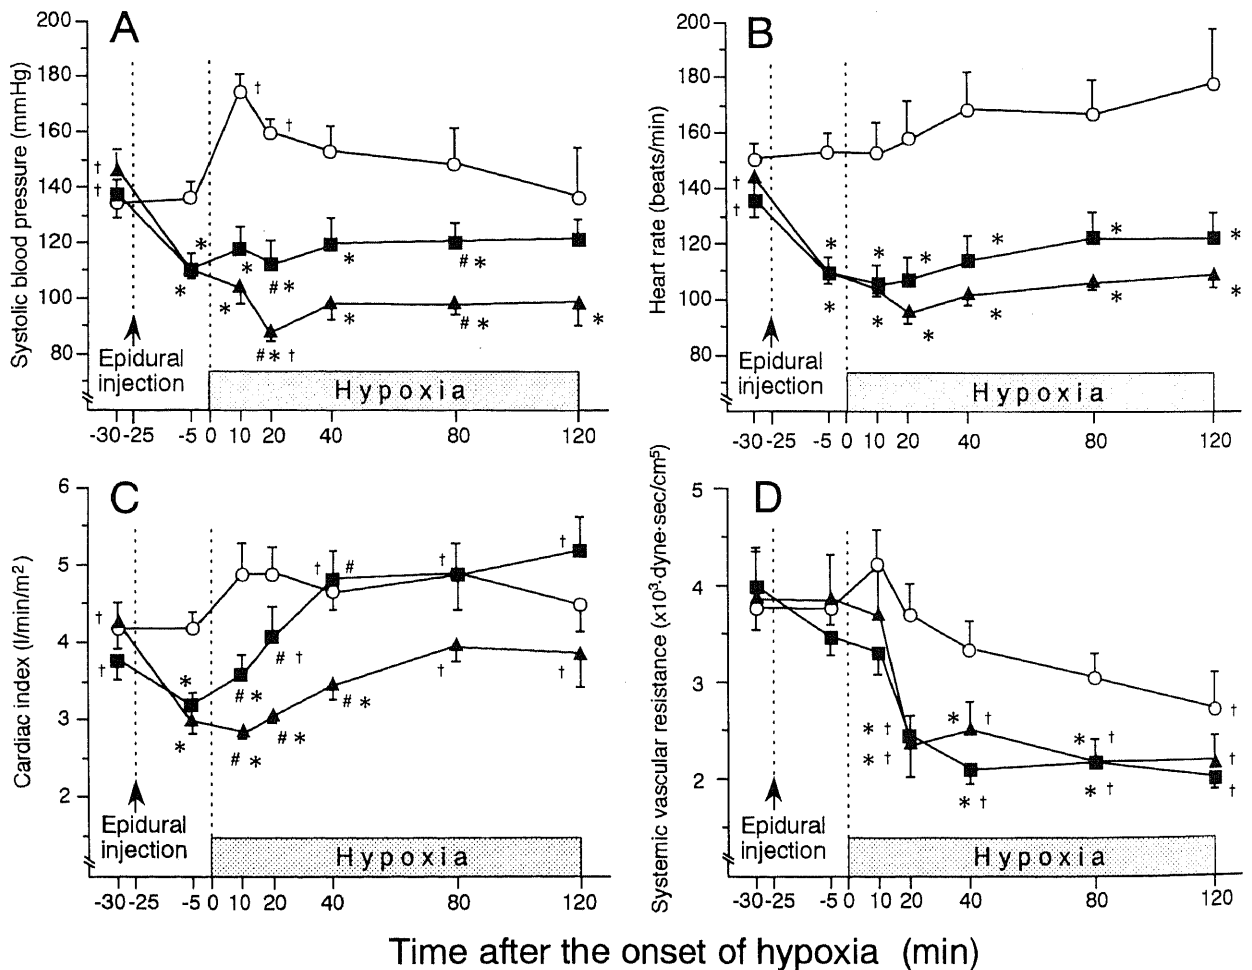 A
Systolic blood pressure (mmHg)
200
180
160
140
120
100
80
†
†
†
†
*
*
*
*
# *
*
*
# *
# * †
# *
*
Epidural
injection
Hypoxia
-30 -25 -5 0 10 20 40 80 120
B
Heart rate (beats/min)
200
180
160
140
120
100
80
†
†
*
*
*
*
*
*
*
*
*
*
*
*
Epidural
injection
Hypoxia
-30 -25 -5 0 10 20 40 80 120
C
Cardiac index (l/min/m²)
6
5
4
3
2
†
†
*
*
# *
# *
# †
# *
† #
# *
†
†
†
†
Epidural
injection
Hypoxia
-30 -25 -5 0 10 20 40 80 120
D
Systemic vascular resistance (x10³·dyne·sec/cm⁵)
5
4
3
2
* †
* †
* †
* †
* †
* †
†
†
†
Epidural
injection
Hypoxia
-30 -25 -5 0 10 20 40 80 120
Time after the onset of hypoxia (min)